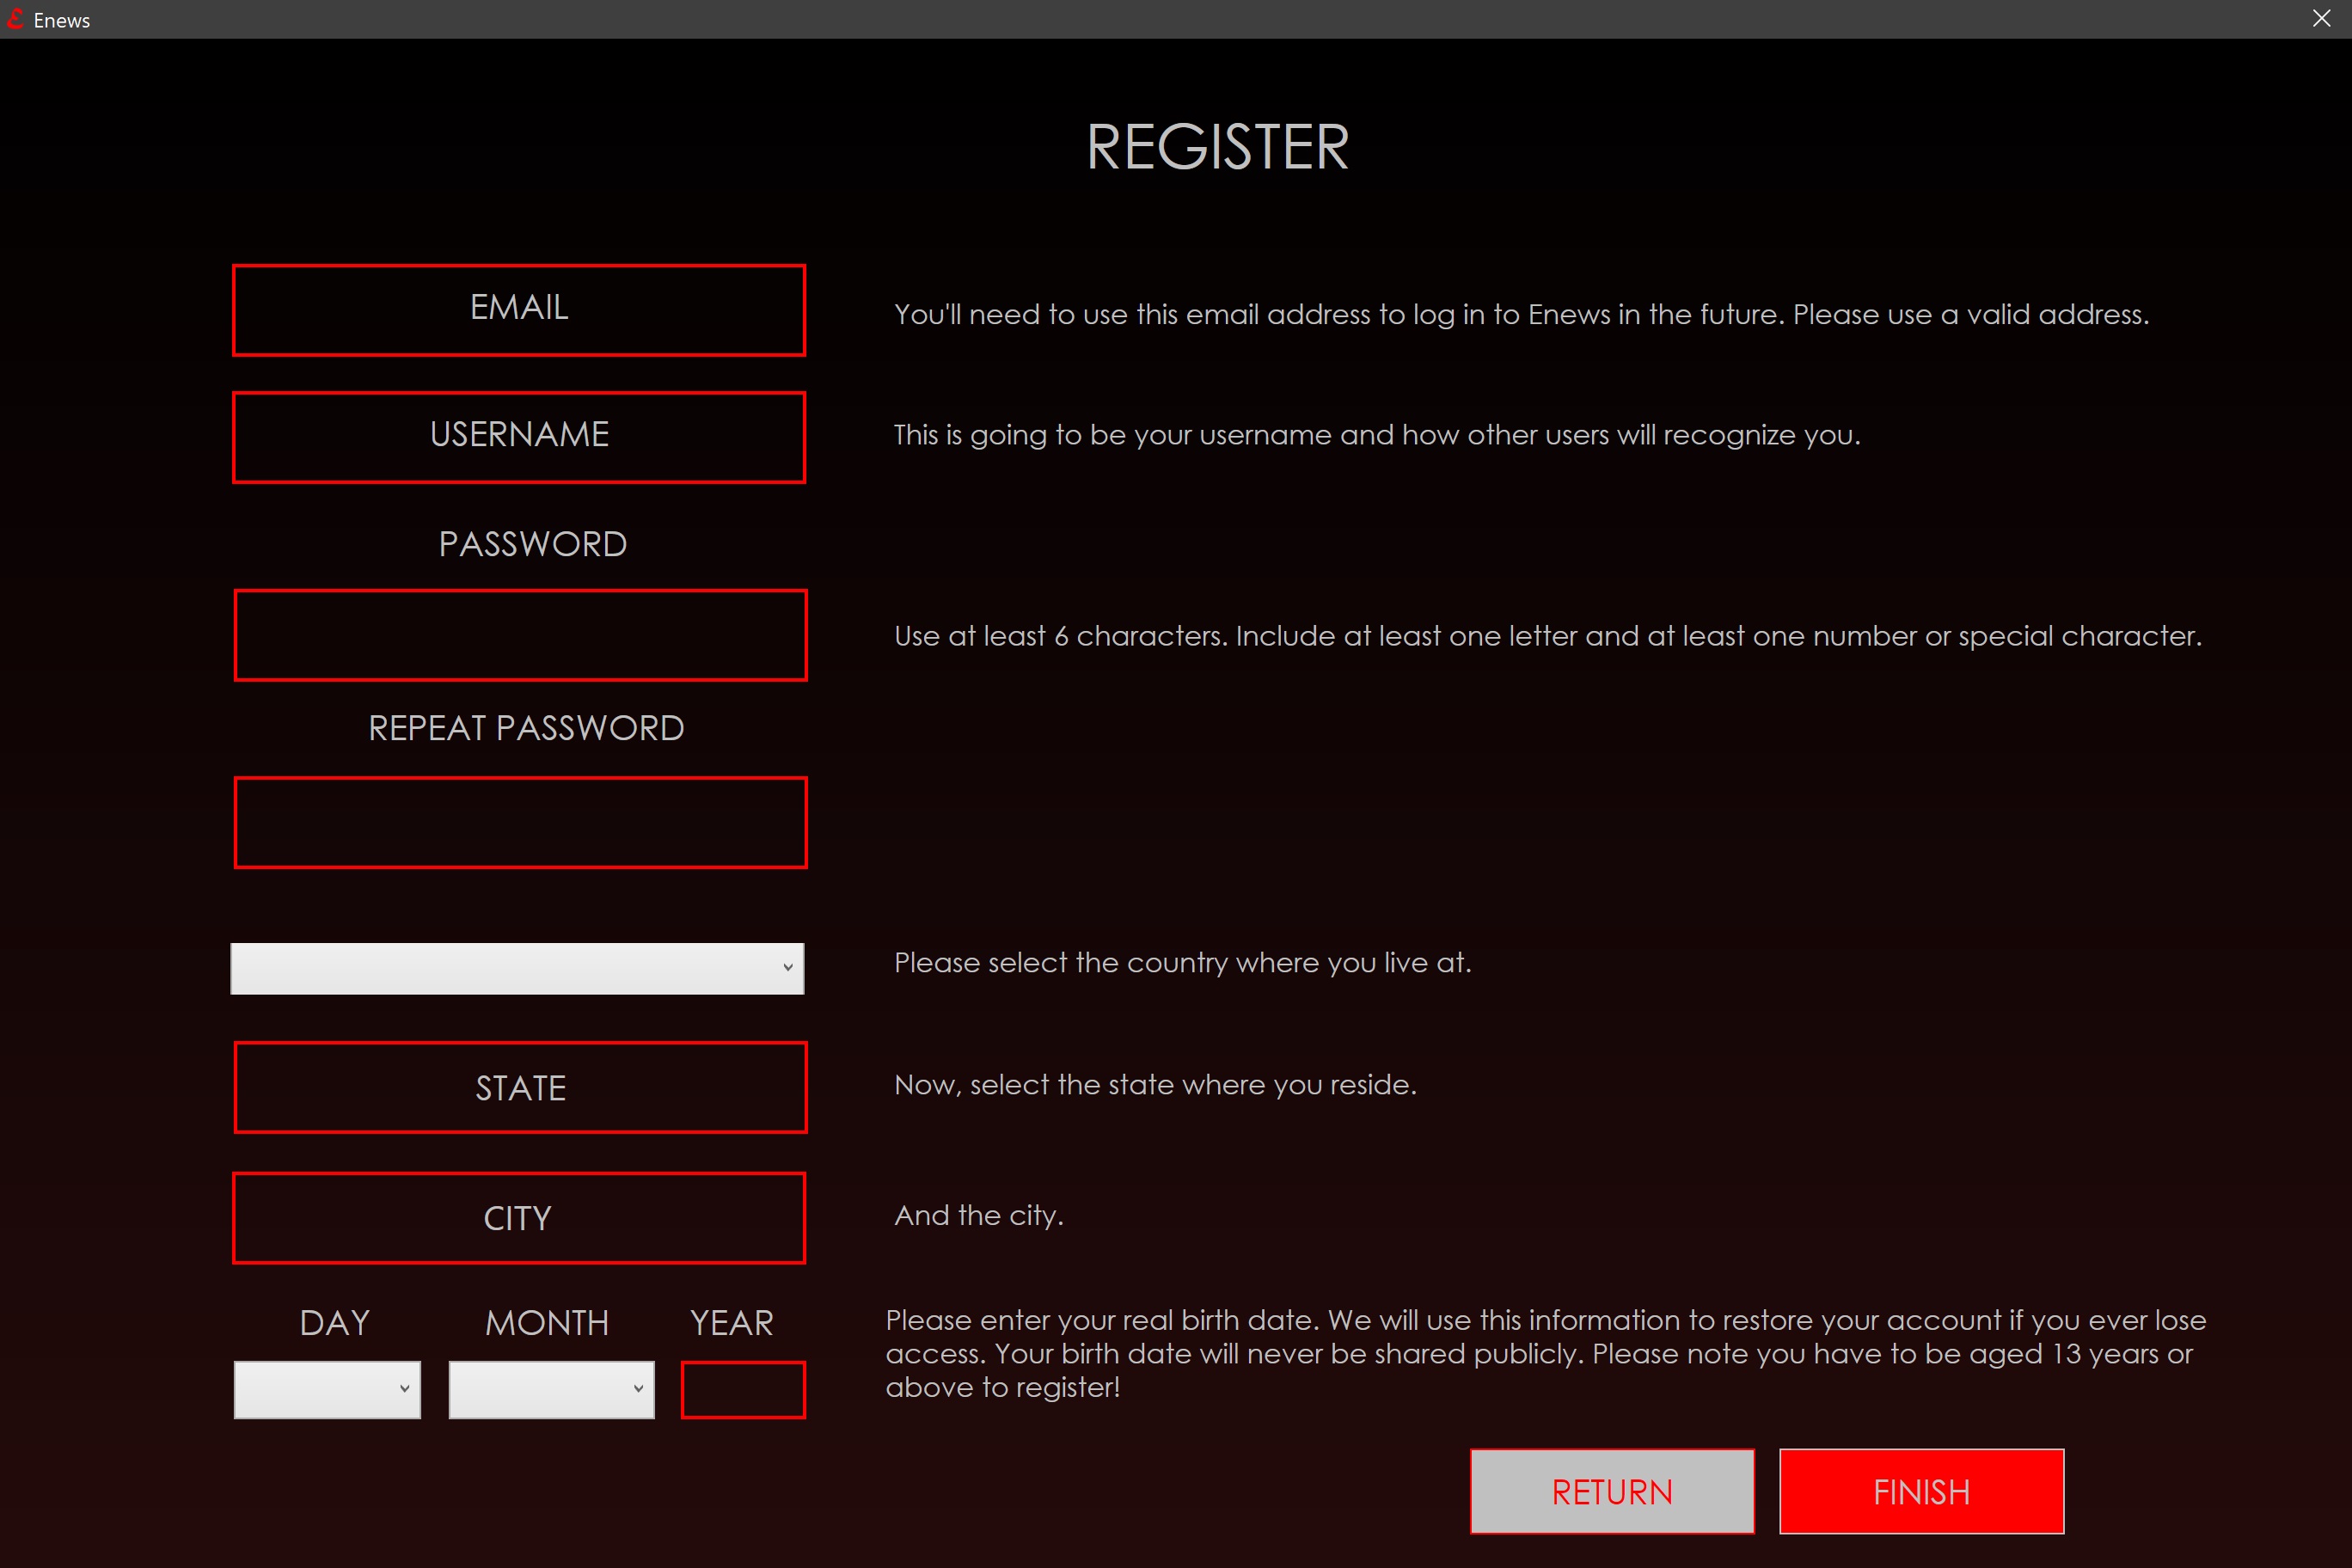 Enews
REGISTER
EMAIL
You'll need to use this email address to log in to Enews in the future. Please use a valid address.
USERNAME
This is going to be your username and how other users will recognize you.
PASSWORD
Use at least 6 characters. Include at least one letter and at least one number or special character.
REPEAT PASSWORD
Please select the country where you live at.
STATE
Now, select the state where you reside.
CITY
And the city.
DAY MONTH YEAR
Please enter your real birth date. We will use this information to restore your account if you ever lose
access. Your birth date will never be shared publicly. Please note you have to be aged 13 years or
above to register!
RETURN
FINISH